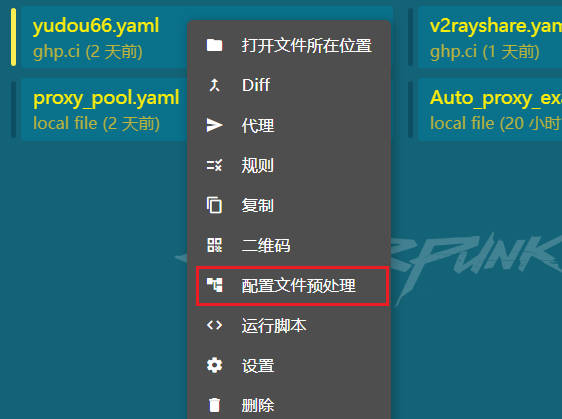 yudou66.yaml
ghp.ci (2 天前)
proxy_pool.yaml
local file (2 天前)
打开文件所在位置
Diff
代理
规则
复制
二维码
配置文件预处理
运行脚本
设置
删除
v2rayshare.yam
ghp.ci (1 天前)
Auto_proxy_exa
local file (20 小时